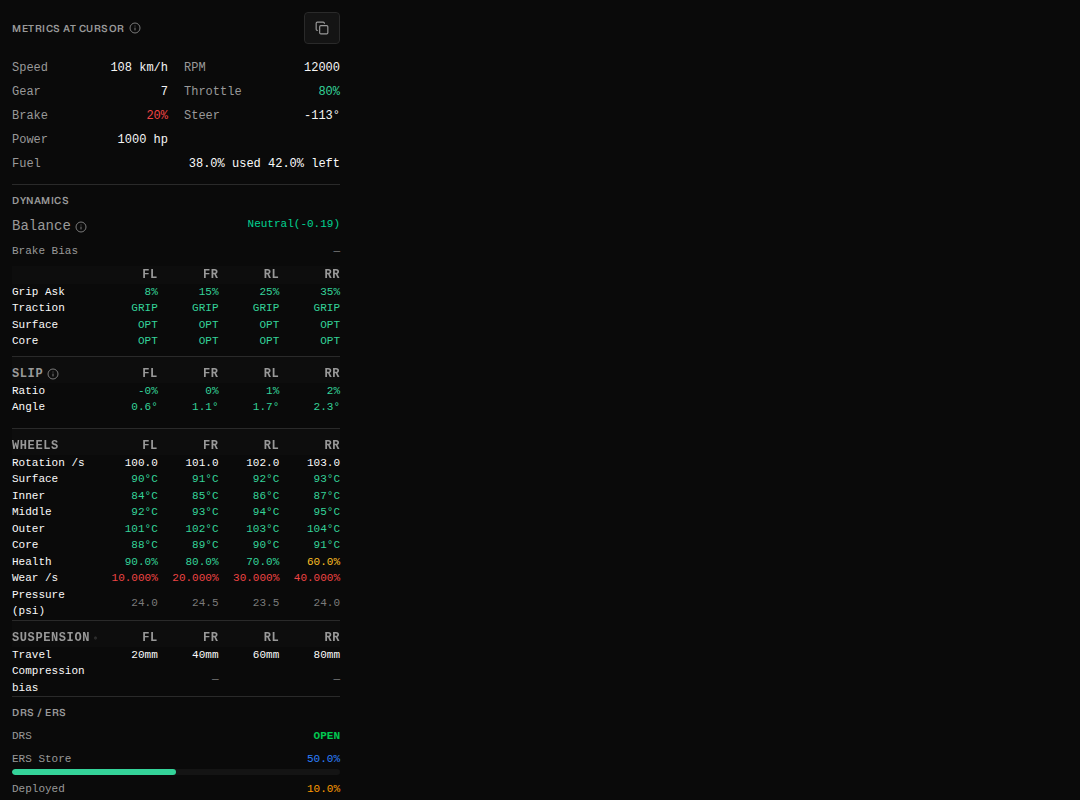 METRICS AT CURSOR
Speed 108 km/h RPM 12000
Gear 7 Throttle 80%
Brake 20% Steer -113°
Power 1000 hp
Fuel 38.0% used 42.0% left
DYNAMICS
Balance Neutral(-0.19)
Brake Bias —
FL FR RL RR
Grip Ask 8% 15% 25% 35%
Traction GRIP GRIP GRIP GRIP
Surface OPT OPT OPT OPT
Core OPT OPT OPT OPT
SLIP FL FR RL RR
Ratio -0% 0% 1% 2%
Angle 0.6° 1.1° 1.7° 2.3°
WHEELS FL FR RL RR
Rotation /s 100.0 101.0 102.0 103.0
Surface 90°C 91°C 92°C 93°C
Inner 84°C 85°C 86°C 87°C
Middle 92°C 93°C 94°C 95°C
Outer 101°C 102°C 103°C 104°C
Core 88°C 89°C 90°C 91°C
Health 90.0% 80.0% 70.0% 60.0%
Wear /s 10.000% 20.000% 30.000% 40.000%
Pressure
(psi) 24.0 24.5 23.5 24.0
SUSPENSION FL FR RL RR
Travel 20mm 40mm 60mm 80mm
Compression
bias — —
DRS / ERS
DRS OPEN
ERS Store 50.0%
Deployed 10.0%